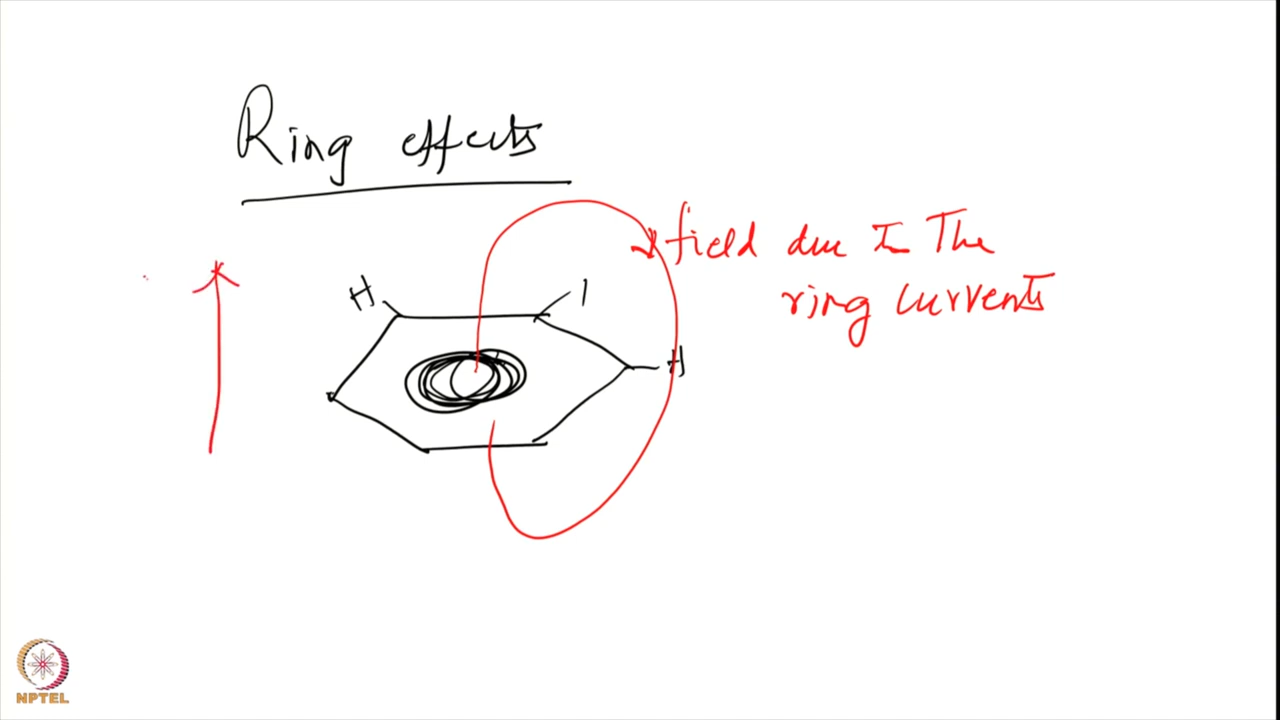 Ring effects
field due to The
ring currents
H
H
NPTEL